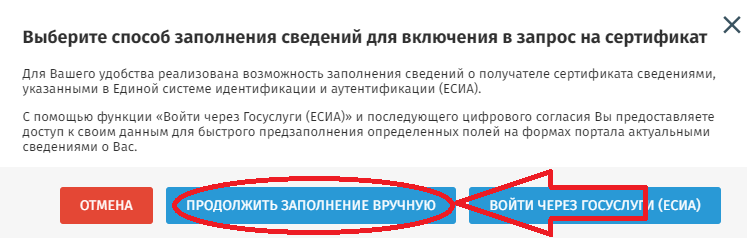 Выберите способ заполнения сведений для включения в запрос на сертификат
Для Вашего удобства реализована возможность заполнения сведений о получателе сертификата сведениями,
указанными в Единой системе идентификации и аутентификации (ЕСИА).
С помощью функции «Войти через Госуслуги (ЕСИА)» и последующего цифрового согласия Вы предоставляете
доступ к своим данным для быстрого предзаполнения определенных полей на формах портала актуальными
сведениями о Вас.
ОТМЕНА ПРОДОЛЖИТЬ ЗАПОЛНЕНИЕ ВРУЧНУЮ ВОЙТИ ЧЕРЕЗ ГОСУСЛУГИ (ЕСИА)